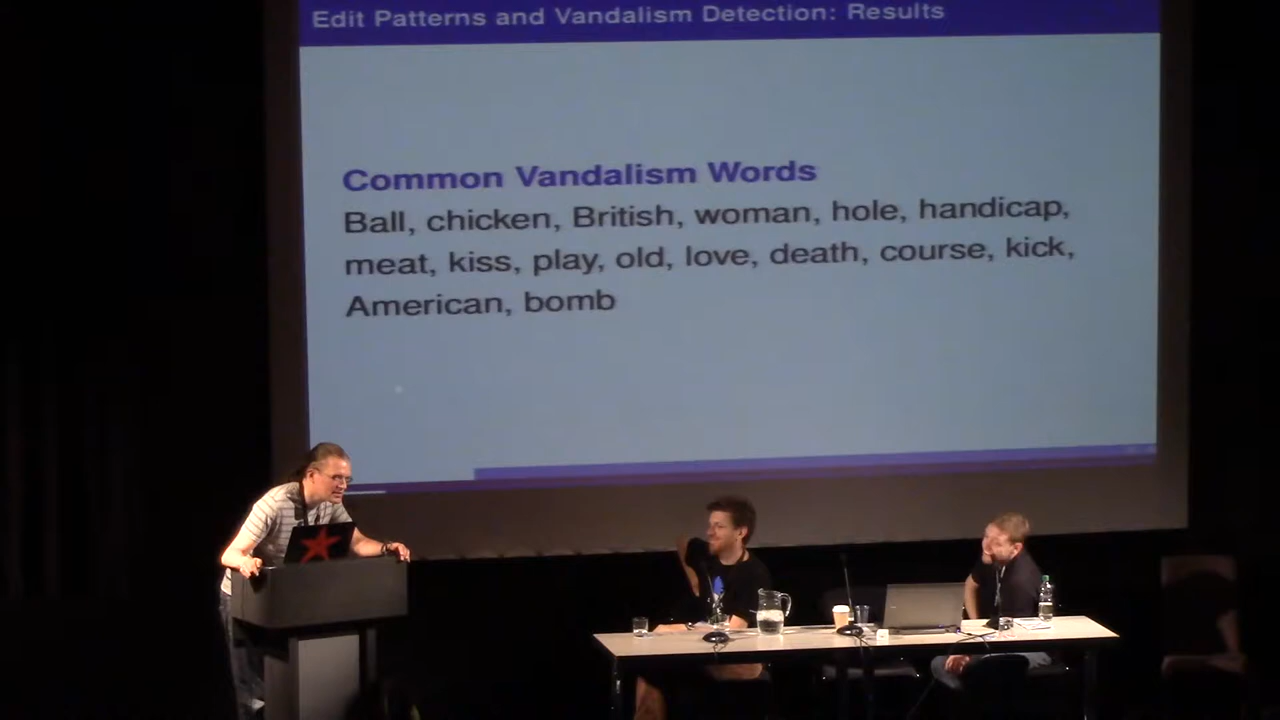 Edit Patterns and Vandalism Detection: Results
Common Vandalism Words
Ball, chicken, British, woman, hole, handicap,
meat, kiss, play, old, love, death, course, kick,
American, bomb